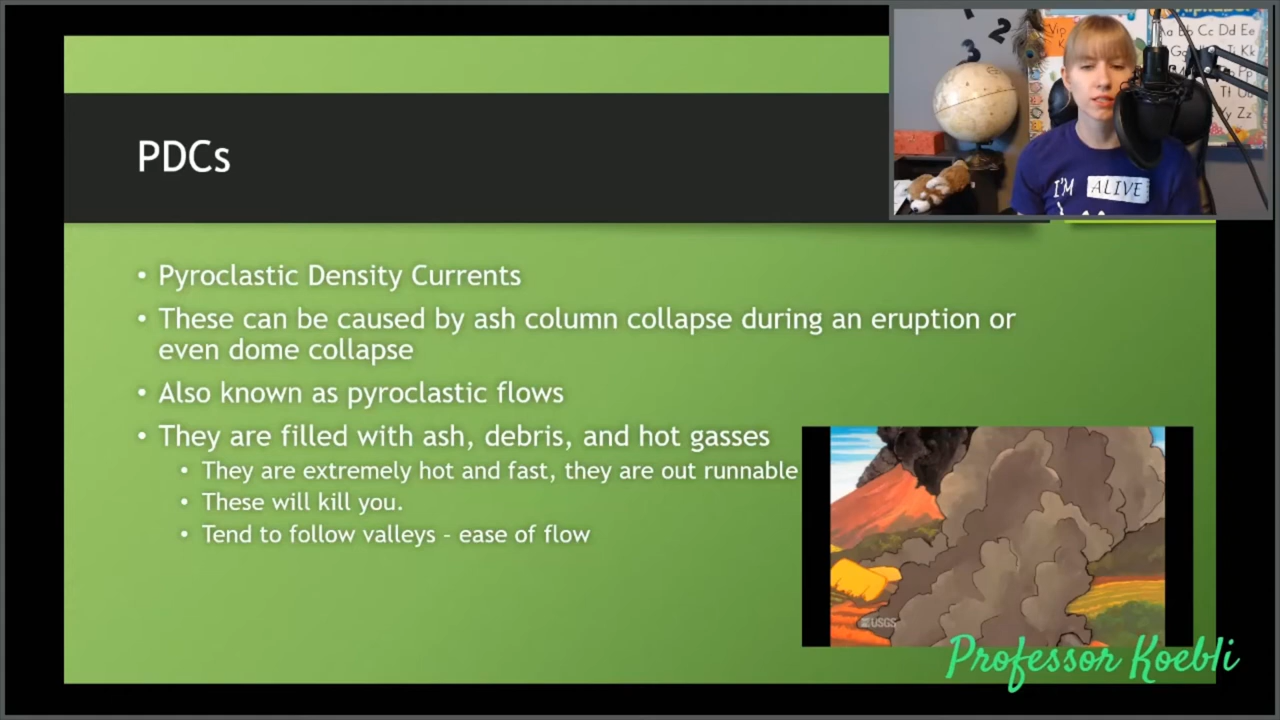 PDCs
I'M ALIVE
• Pyroclastic Density Currents
• These can be caused by ash column collapse during an eruption or
even dome collapse
• Also known as pyroclastic flows
• They are filled with ash, debris, and hot gasses
• They are extremely hot and fast, they are out runnable
• These will kill you.
• Tend to follow valleys - ease of flow
USGS
Professor Koebli